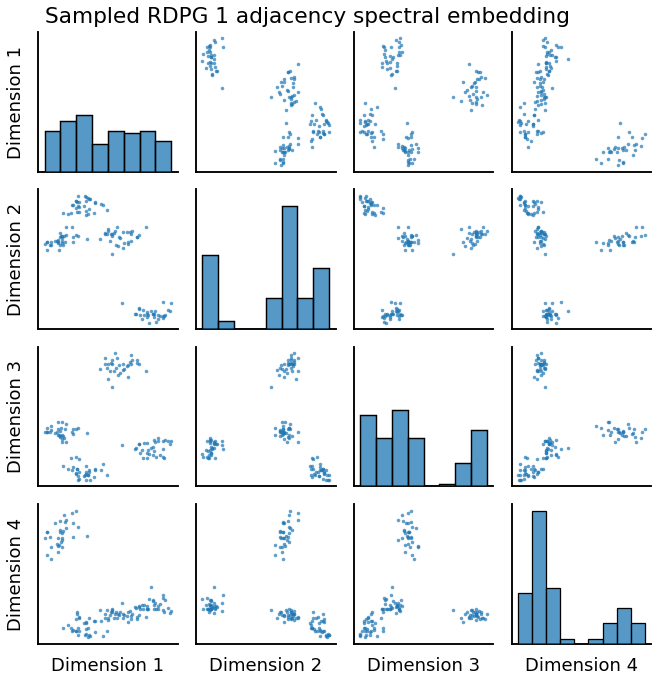 Sampled RDPG 1 adjacency spectral embedding
Dimension 1
Dimension 2
Dimension 3
Dimension 4
Dimension 1 Dimension 2 Dimension 3 Dimension 4